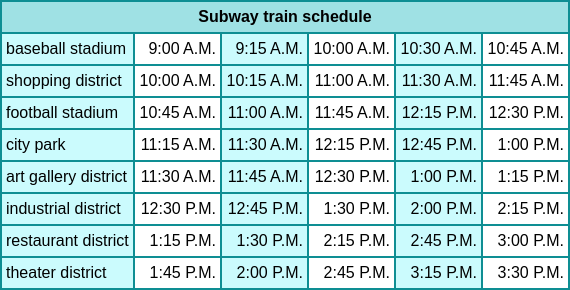 Subway train schedule
baseball stadium 9:00 A.M. 9:15 A.M. 10:00 A.M. 10:30 A.M. 10:45 A.M.
shopping district 10:00 A.M. 10:15 A.M. 11:00 A.M. 11:30 A.M. 11:45 A.M.
football stadium 10:45 A.M. 11:00 A.M. 11:45 A.M. 12:15 P.M. 12:30 P.M.
city park 11:15 A.M. 11:30 A.M. 12:15 P.M. 12:45 P.M. 1:00 P.M.
art gallery district 11:30 A.M. 11:45 A.M. 12:30 P.M. 1:00 P.M. 1:15 P.M.
industrial district 12:30 P.M. 12:45 P.M. 1:30 P.M. 2:00 P.M. 2:15 P.M.
restaurant district 1:15 P.M. 1:30 P.M. 2:15 P.M. 2:45 P.M. 3:00 P.M.
theater district 1:45 P.M. 2:00 P.M. 2:45 P.M. 3:15 P.M. 3:30 P.M.